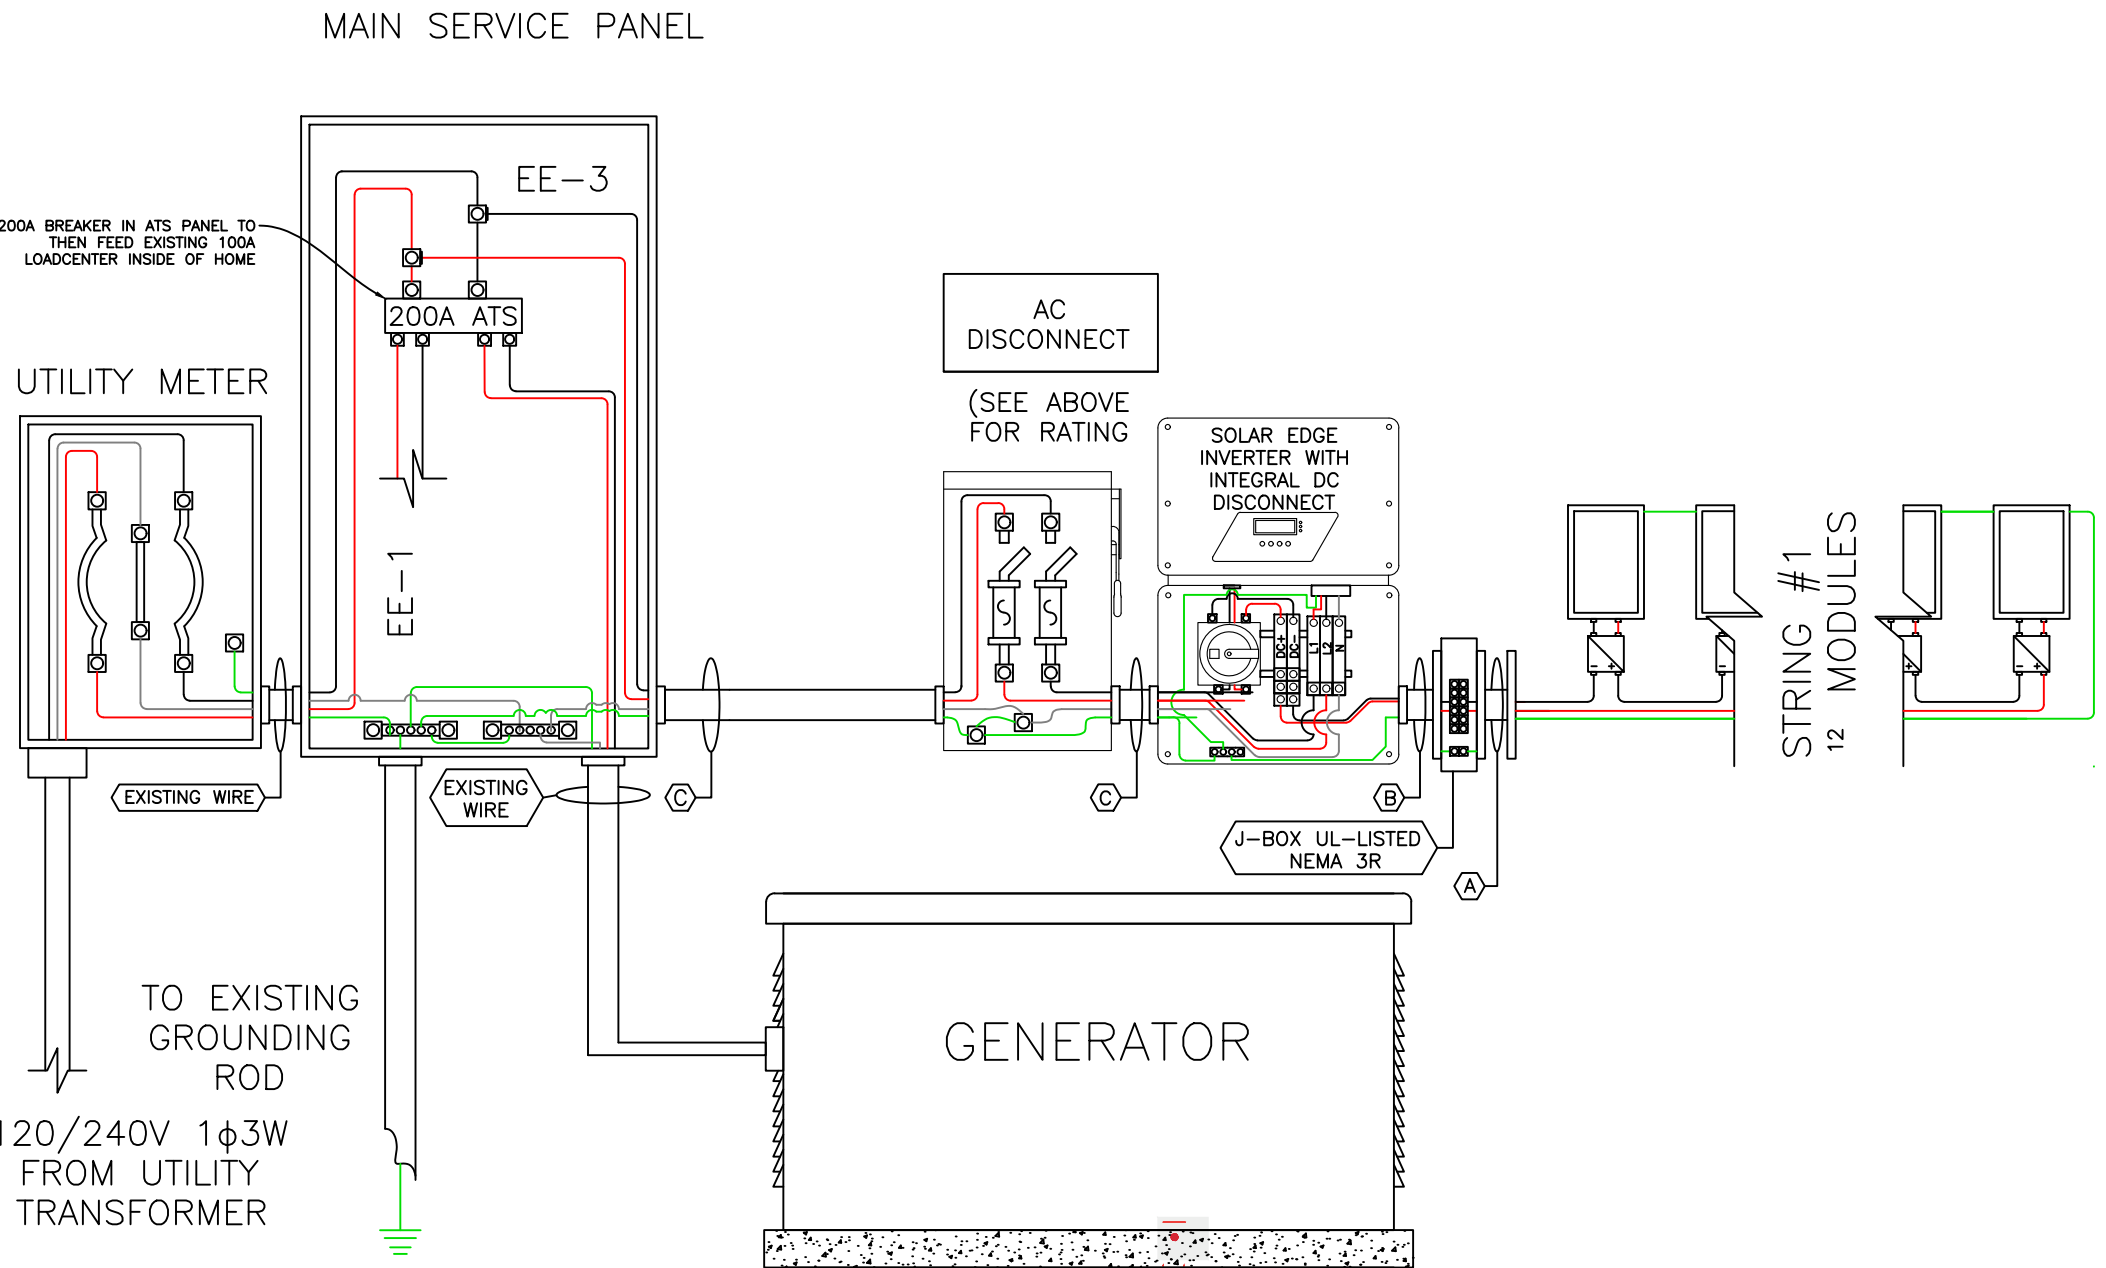 MAIN SERVICE PANEL
EE-3
200A BREAKER IN ATS PANEL TO
THEN FEED EXISTING 100A
LOADCENTER INSIDE OF HOME
200A ATS
UTILITY METER
EE-1
EXISTING WIRE
EXISTING
WIRE
C
AC
DISCONNECT
(SEE ABOVE
FOR RATING
SOLAR EDGE
INVERTER WITH
INTEGRAL DC
DISCONNECT
DC+
DC-
L1
L2
N
C
B
J-BOX UL-LISTED
NEMA 3R
A
- +
-
+
- +
STRING #1
12 MODULES
TO EXISTING
GROUNDING
ROD
120/240V 1ϕ3W
FROM UTILITY
TRANSFORMER
GENERATOR